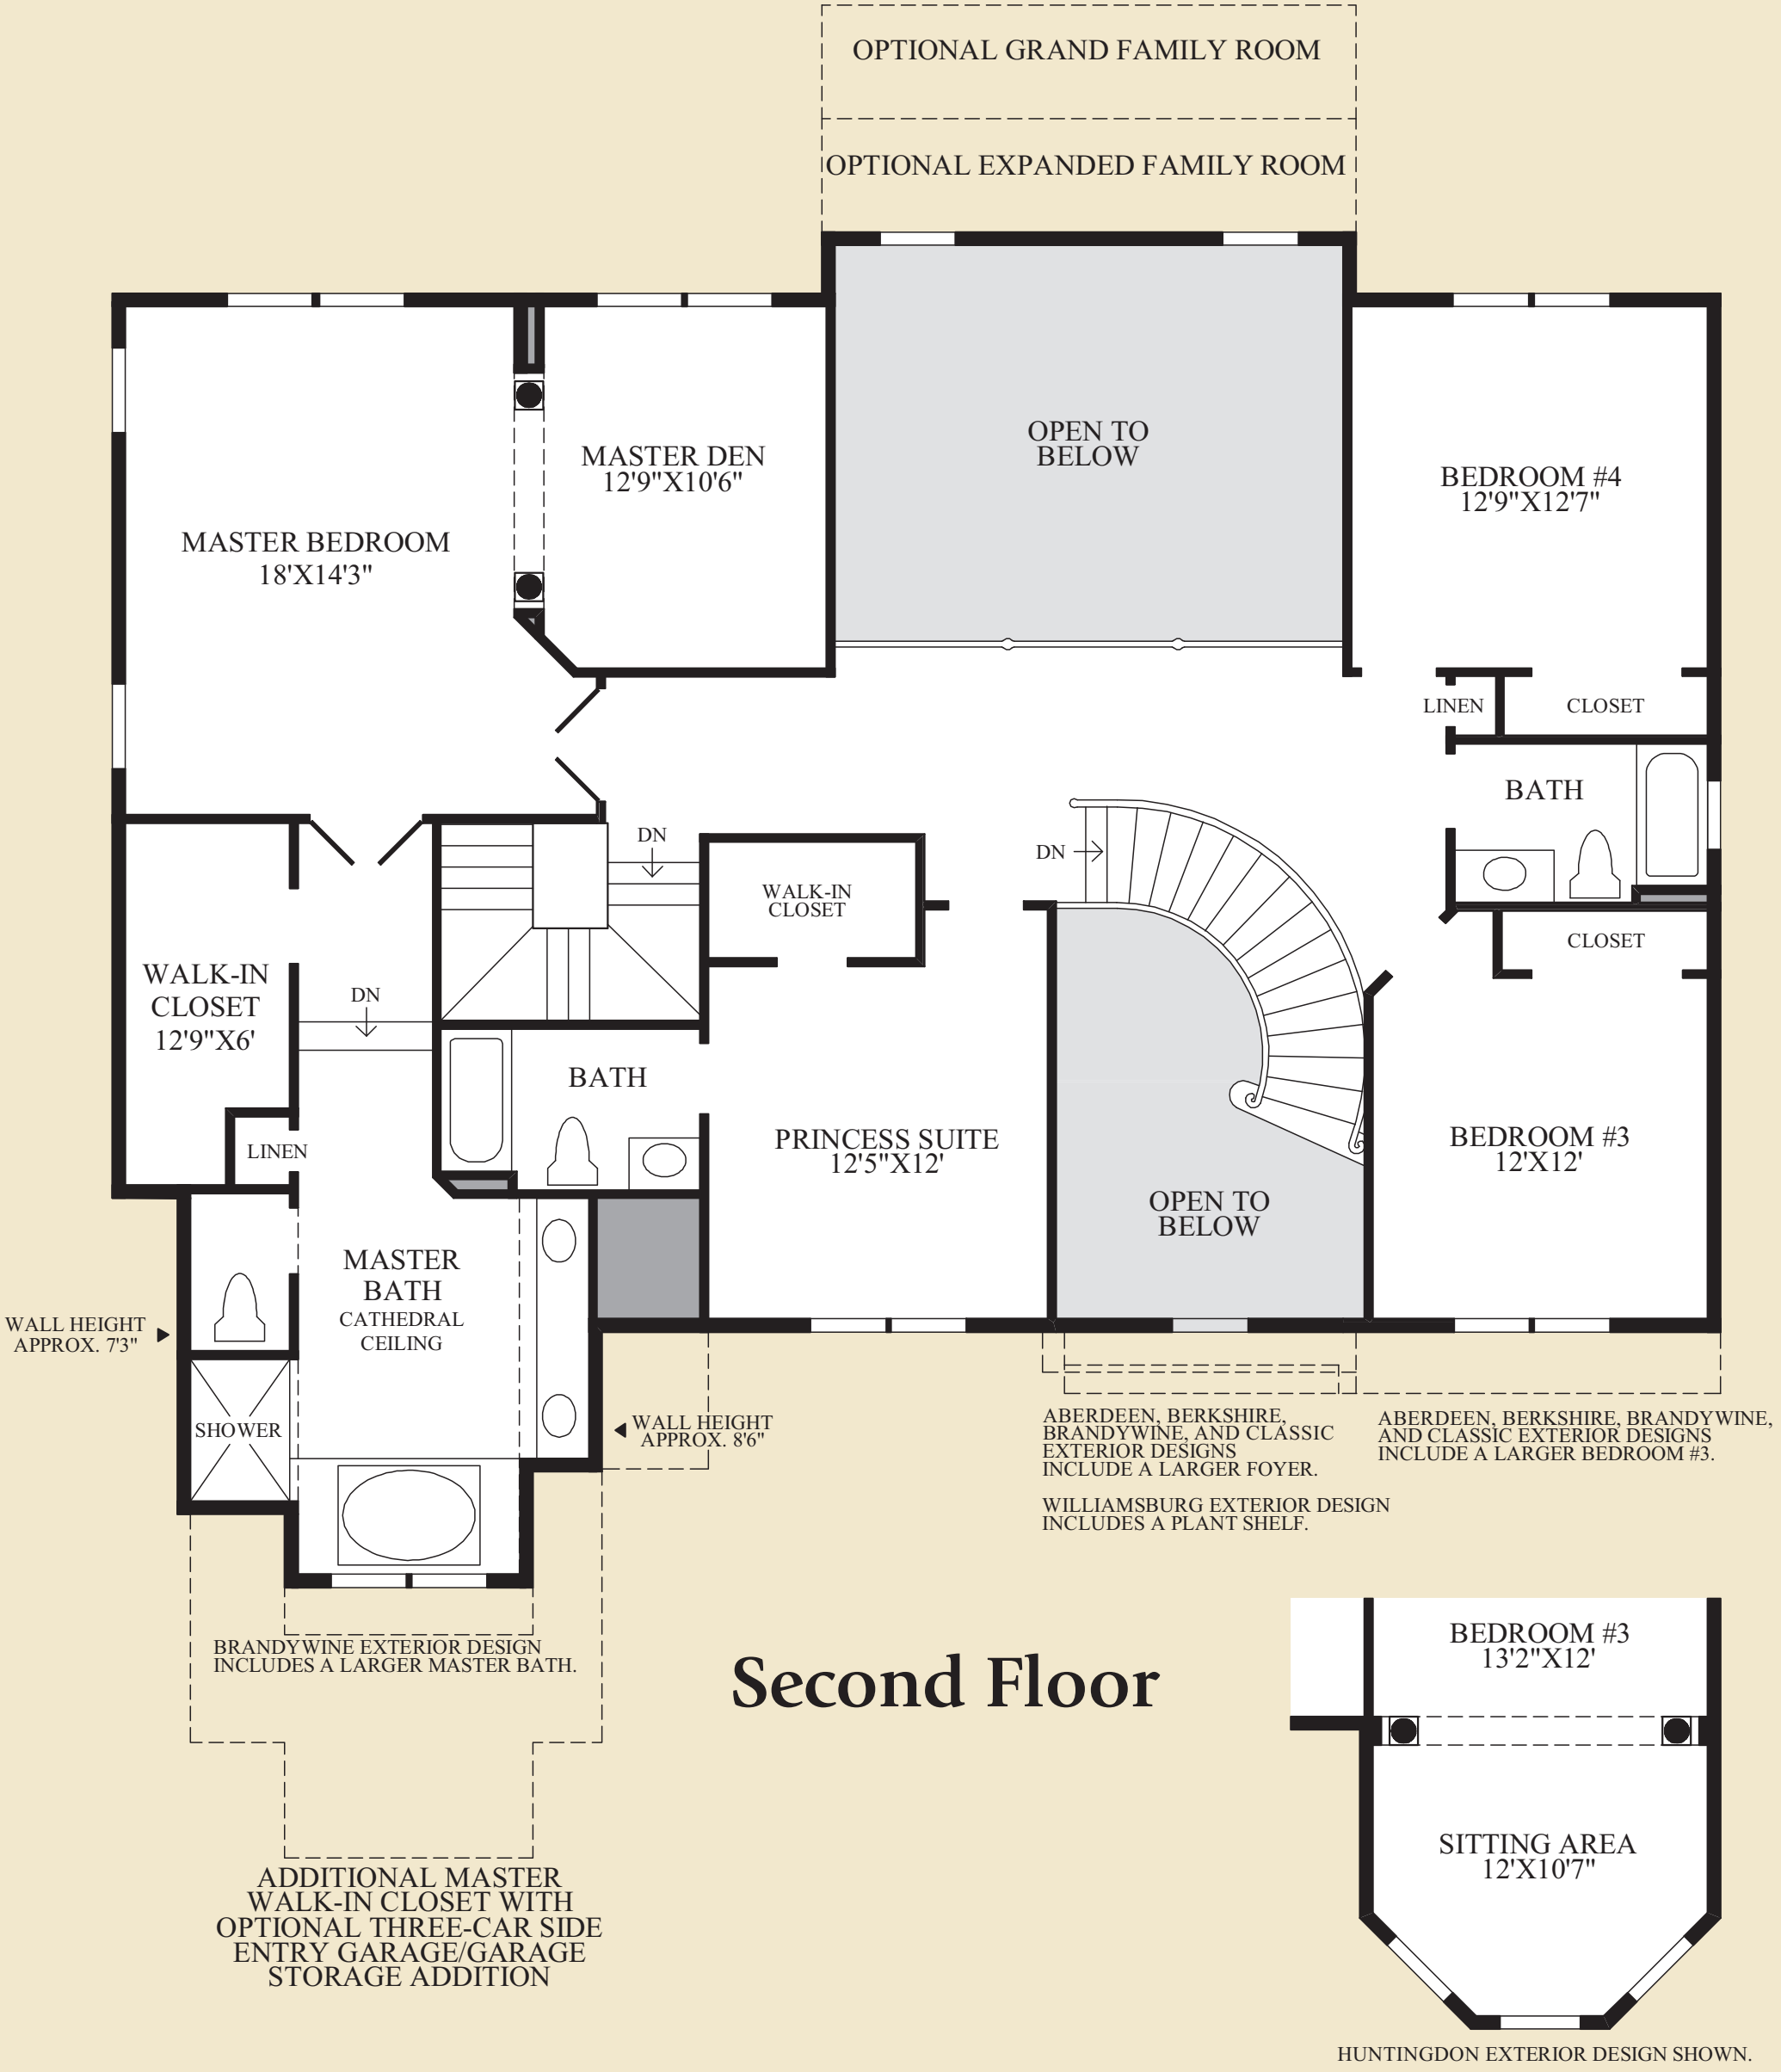 OPTIONAL GRAND FAMILY ROOM
OPTIONAL EXPANDED FAMILY ROOM
OPEN TO
BELOW
MASTER DEN
12'9"X10'6"
BEDROOM #4
12'9"X12'7"
MASTER BEDROOM
18'X14'3"
LINEN
CLOSET
BATH
DN
DN
WALK-IN
CLOSET
CLOSET
WALK-IN
CLOSET
12'9"X6'
DN
BATH
PRINCESS SUITE
12'5"X12'
BEDROOM #3
12'X12'
LINEN
OPEN TO
BELOW
MASTER
BATH
CATHEDRAL
CEILING
WALL HEIGHT
APPROX. 7'3"
SHOWER
WALL HEIGHT
APPROX. 8'6"
ABERDEEN, BERKSHIRE,
BRANDYWINE, AND CLASSIC
EXTERIOR DESIGNS
INCLUDE A LARGER FOYER.
WILLIAMSBURG EXTERIOR DESIGN
INCLUDES A PLANT SHELF.
ABERDEEN, BERKSHIRE, BRANDYWINE,
AND CLASSIC EXTERIOR DESIGNS
INCLUDE A LARGER BEDROOM #3.
BRANDYWINE EXTERIOR DESIGN
INCLUDES A LARGER MASTER BATH.
Second Floor
BEDROOM #3
13'2"X12'
SITTING AREA
12'X10'7"
ADDITIONAL MASTER
WALK-IN CLOSET WITH
OPTIONAL THREE-CAR SIDE
ENTRY GARAGE/GARAGE
STORAGE ADDITION
HUNTINGDON EXTERIOR DESIGN SHOWN.